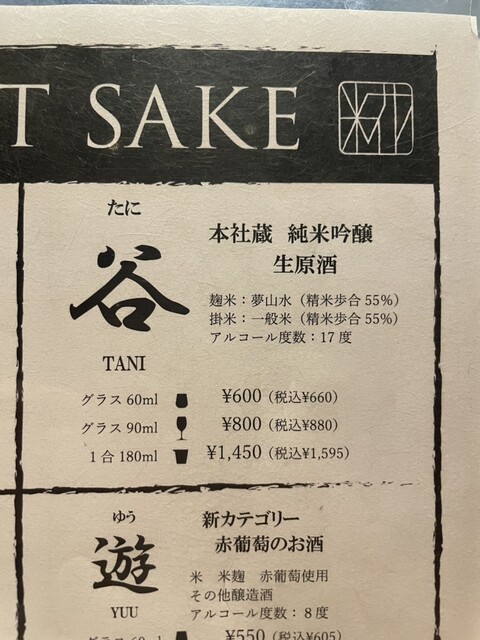 T SAKE
たに
谷
TANI
本社蔵 純米吟醸
生原酒
麹米：夢山水（精米歩合 55%）
掛米：一般米（精米歩合 55%）
アルコール度数：17 度
グラス 60ml ¥600 (税込¥660)
グラス 90ml ¥800 (税込¥880)
1 合 180ml ¥1,450 (税込¥1,595)
ゆう
遊
YUU
新カテゴリー
赤葡萄のお酒
米 米麹 赤葡萄使用
その他醸造酒
アルコール度数：８度
グラス 60ml ¥550 (税込¥605)